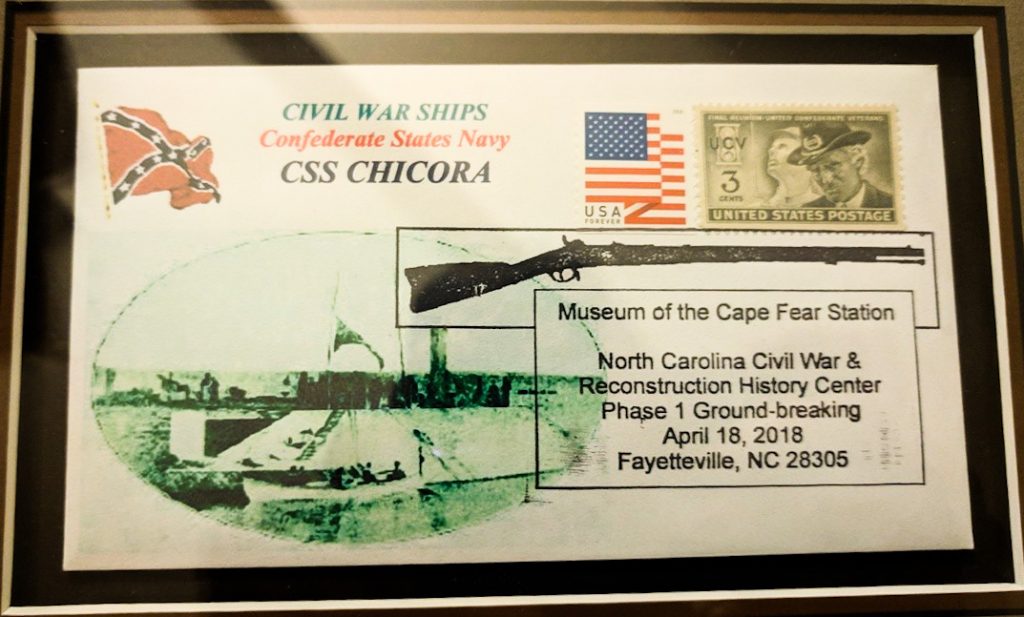 CIVIL WAR SHIPS
Confederate States Navy
CSS CHICORA
USA
FOREVER
FINAL REUNION-UNITED CONFEDERATE VETERANS
UCV
3
CENTS
UNITED STATES POSTAGE
Museum of the Cape Fear Station
North Carolina Civil War &
Reconstruction History Center
Phase 1 Ground-breaking
April 18, 2018
Fayetteville, NC 28305